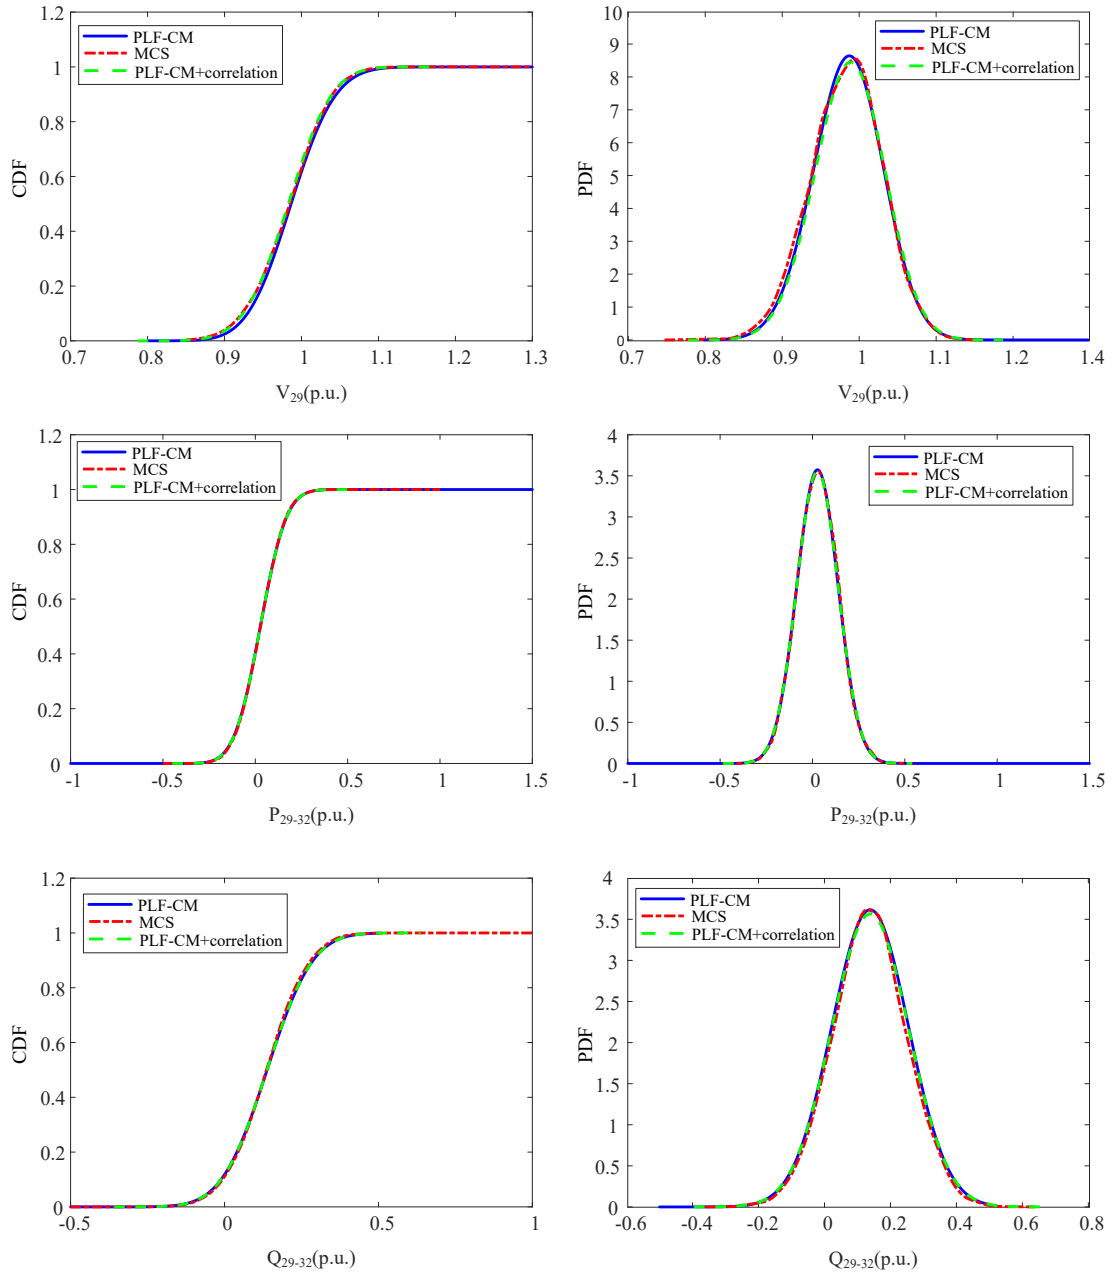 1.2
1
0.8
0.6
0.4
0.2
0
CDF
PLF-CM
MCS
PLF-CM+correlation
0.7 0.8 0.9 1 1.1 1.2 1.3
V29(p.u.)
10
9
8
7
6
5
4
3
2
1
0
PDF
PLF-CM
MCS
PLF-CM+correlation
0.7 0.8 0.9 1 1.1 1.2 1.4
V29(p.u.)
1.2
1
0.8
0.6
0.4
0.2
0
CDF
PLF-CM
MCS
PLF-CM+correlation
-1 -0.5 0 0.5 1 1.5
P29-32(p.u.)
4
3.5
3
2.5
2
1.5
1
0.5
0
PDF
PLF-CM
MCS
PLF-CM+correlation
-1 -0.5 0 0.5 1 1.5
P29-32(p.u.)
1.2
1
0.8
0.6
0.4
0.2
0
CDF
PLF-CM
MCS
PLF-CM+correlation
-0.5 0 0.5 1
Q29-32(p.u.)
4
3.5
3
2.5
2
1.5
1
0.5
0
PDF
PLF-CM
MCS
PLF-CM+correlation
-0.6 -0.4 -0.2 0 0.2 0.4 0.6 0.8
Q29-32(p.u.)